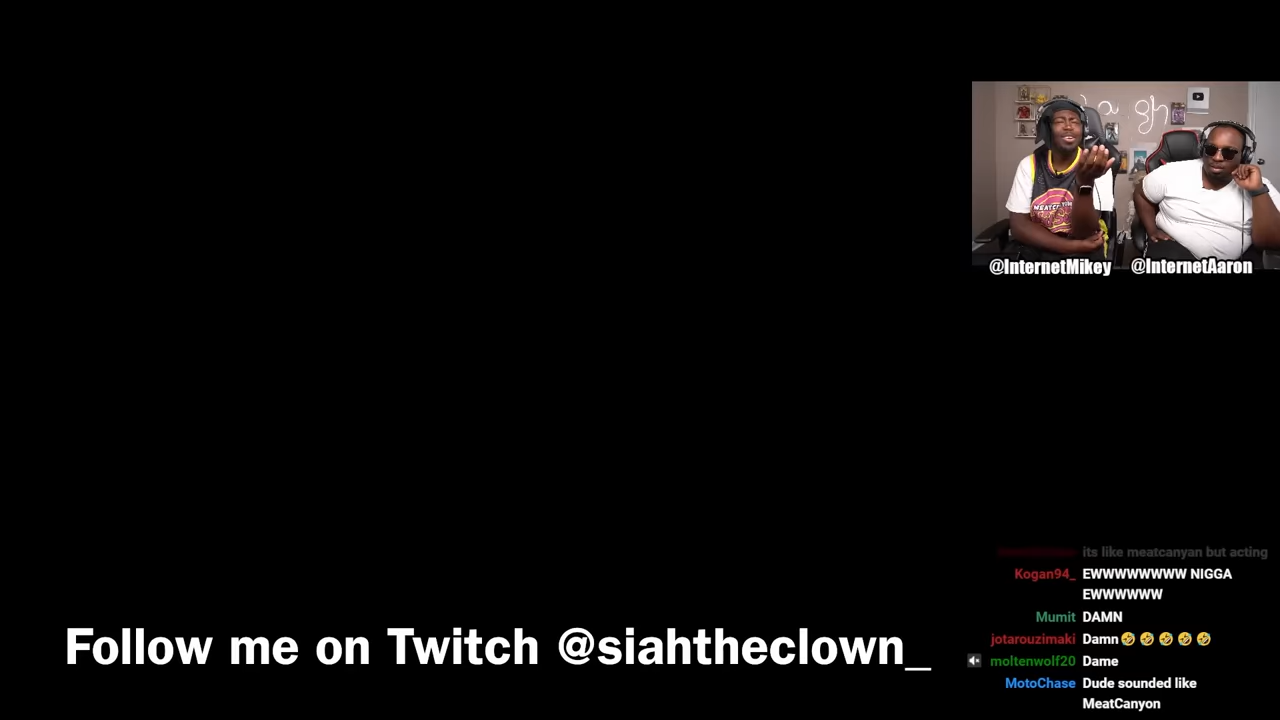 @InternetMikey
@InternetAaron
its like meatcanyan but acting
Kogan94_ EWWWWWWWW NIGGA
EWWWWWW
Mumit DAMN
jotarouzimaki Damn🤣🤣🤣🤣🤣
moltenwolf20 Dame
MotoChase Dude sounded like
MeatCanyon
Follow me on Twitch @siahtheclown_